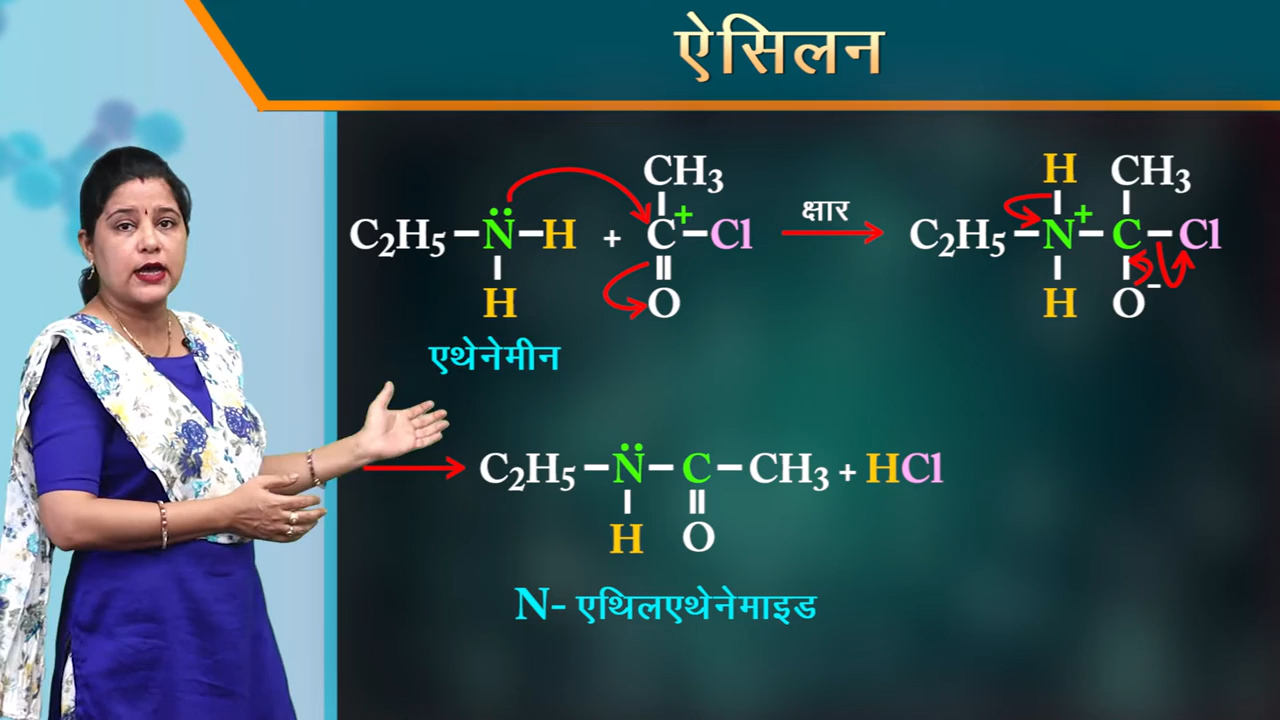 ऐसिलन
CH₃ H CH₃
C₂H₅–N̈–H + C⁺–Cl क्षार C₂H₅–N⁺–C–Cl
H O H O⁻
एथेनेमीन
C₂H₅–N̈–C–CH₃ + HCl
H O
N- एथिलएथेनेमाइड